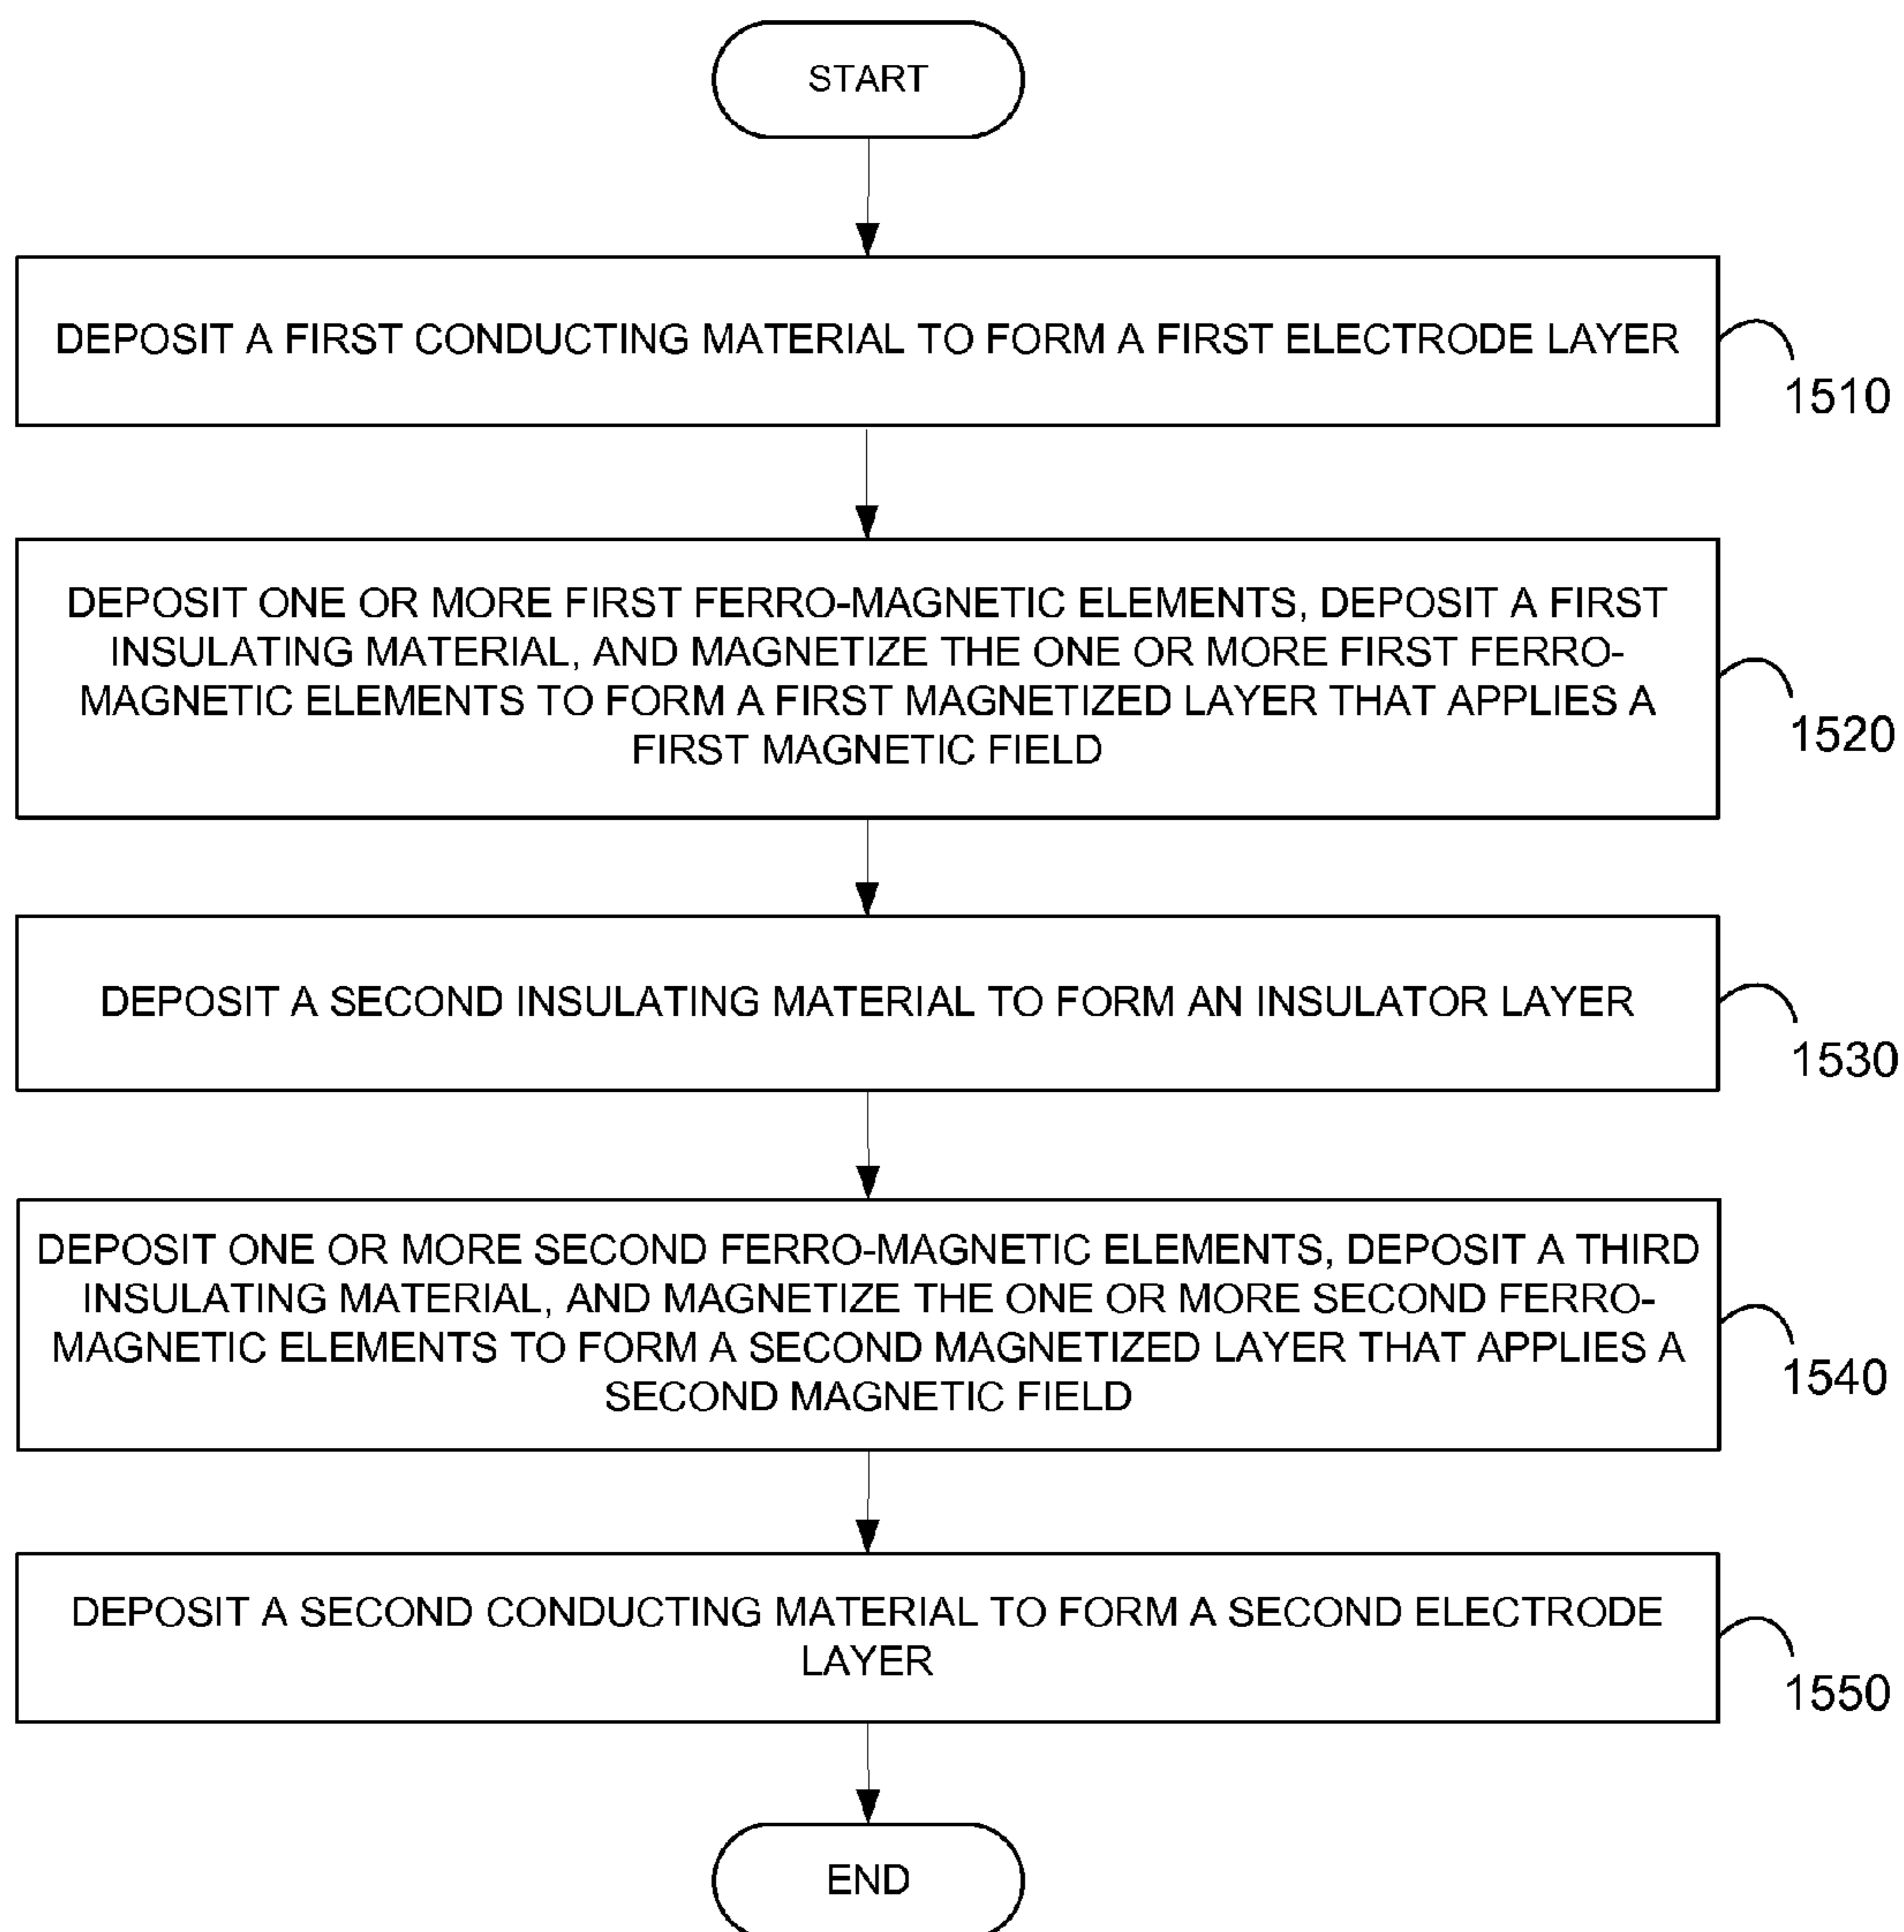 START
DEPOSIT A FIRST CONDUCTING MATERIAL TO FORM A FIRST ELECTRODE LAYER
1510
DEPOSIT ONE OR MORE FIRST FERRO-MAGNETIC ELEMENTS, DEPOSIT A FIRST
INSULATING MATERIAL, AND MAGNETIZE THE ONE OR MORE FIRST FERRO-
MAGNETIC ELEMENTS TO FORM A FIRST MAGNETIZED LAYER THAT APPLIES A
FIRST MAGNETIC FIELD
1520
DEPOSIT A SECOND INSULATING MATERIAL TO FORM AN INSULATOR LAYER
1530
DEPOSIT ONE OR MORE SECOND FERRO-MAGNETIC ELEMENTS, DEPOSIT A THIRD
INSULATING MATERIAL, AND MAGNETIZE THE ONE OR MORE SECOND FERRO-
MAGNETIC ELEMENTS TO FORM A SECOND MAGNETIZED LAYER THAT APPLIES A
SECOND MAGNETIC FIELD
1540
DEPOSIT A SECOND CONDUCTING MATERIAL TO FORM A SECOND ELECTRODE
LAYER
1550
END